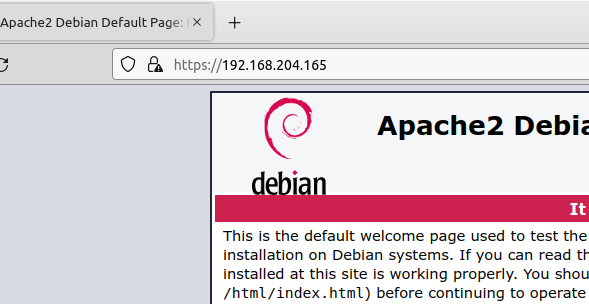 Apache2 Debian Default Page:
https://192.168.204.165
Apache2 Debia
debian
It
This is the default welcome page used to test the
installation on Debian systems. If you can read th
installed at this site is working properly. You shou
/html/index.html) before continuing to operate